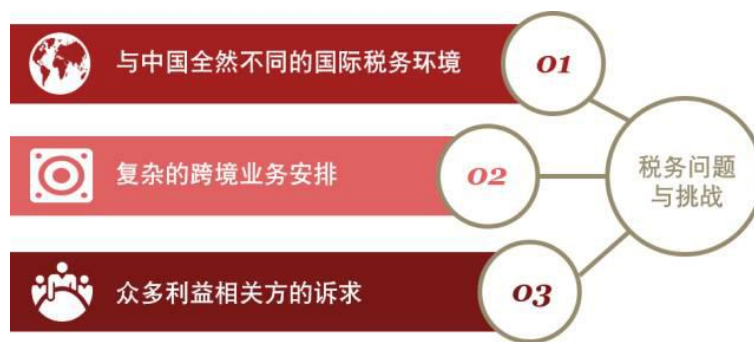 与中国全然不同的国际税务环境
01
复杂的跨境业务安排
02
众多利益相关方的诉求
03
税务问题
与挑战